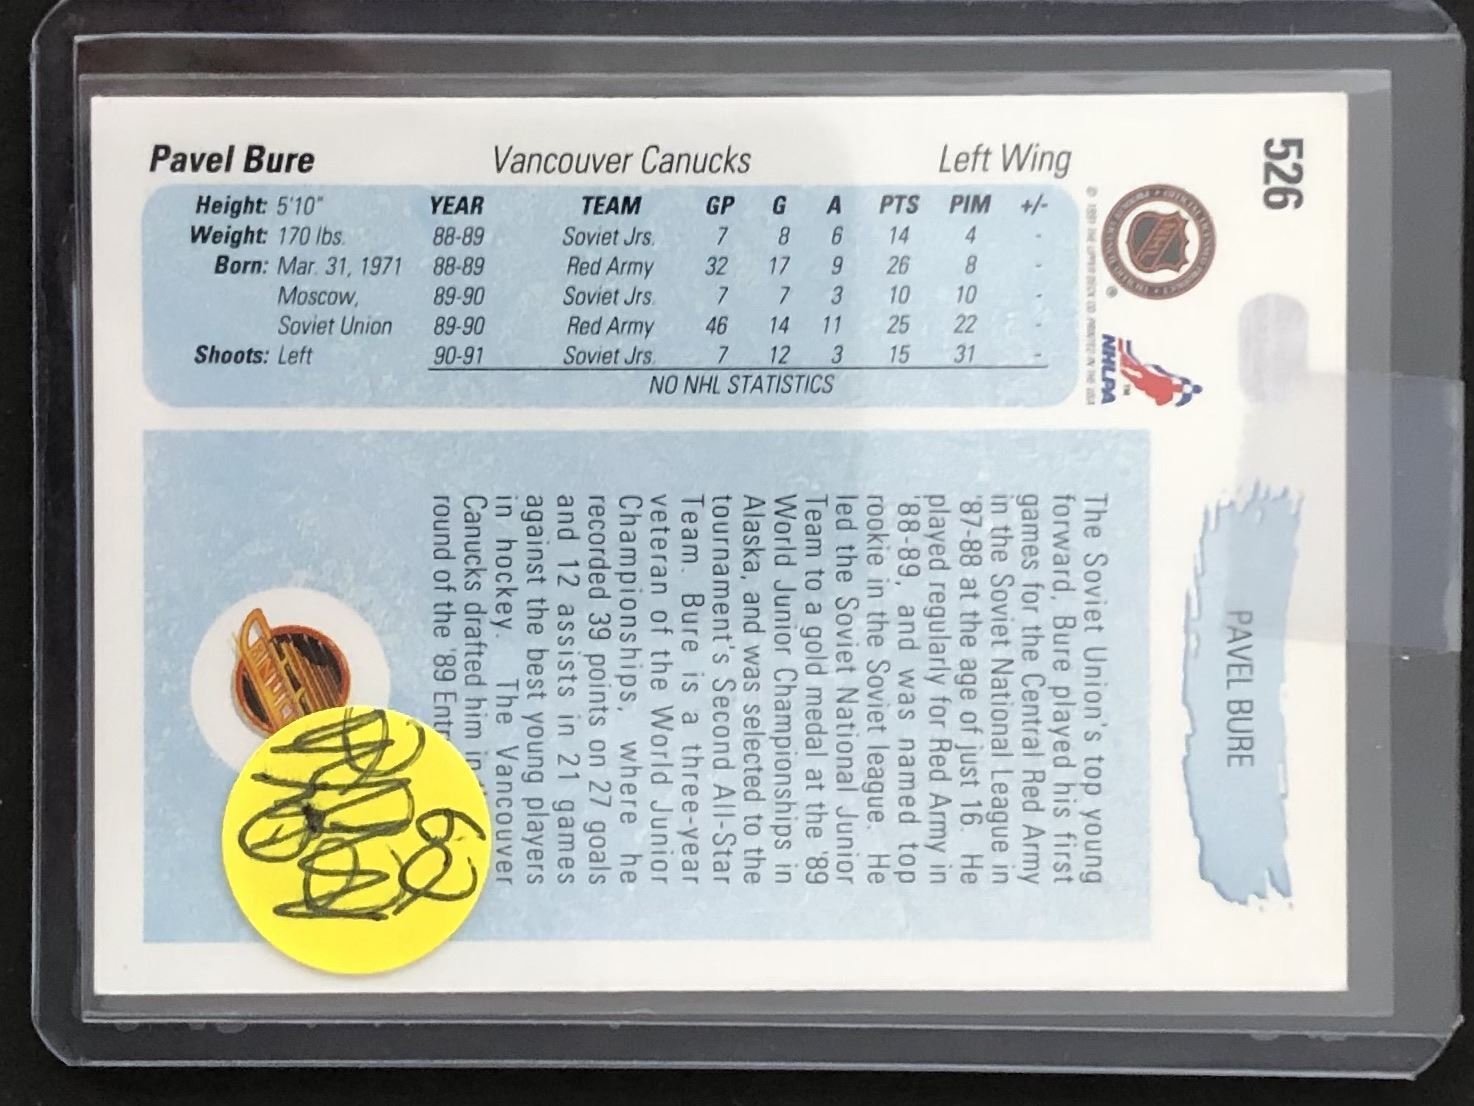 526
Pavel Bure Vancouver Canucks Left Wing
Height: 5'10" YEAR TEAM GP G A PTS PIM +/-
Weight: 170 lbs. 88-89 Soviet Jrs. 7 8 6 14 4 -
Born: Mar. 31, 1971 88-89 Red Army 32 17 9 26 8 -
Moscow, 89-90 Soviet Jrs. 7 7 3 10 10 -
Soviet Union 89-90 Red Army 46 14 11 25 22 -
Shoots: Left 90-91 Soviet Jrs. 7 12 3 15 31 -
NO NHL STATISTICS
NHL
NHLPA
PAVEL BURE
The Soviet Union's top young
forward, Bure played his first
games for the Central Red Army
in the Soviet National League in
'87-88 at the age of just 16. He
played regularly for Red Army in
'88-89, and was named top
rookie in the Soviet league. He
led the Soviet National Junior
Team to a gold medal at the '89
World Junior Championships in
Alaska, and was selected to the
tournament's Second All-Star
Team. Bure is a three-year
veteran of the World Junior
Championships, where he
recorded 39 points on 27 goals
and 12 assists in 21 games
against the best young players
in hockey. The Vancouver
Canucks drafted him in
round of the '89